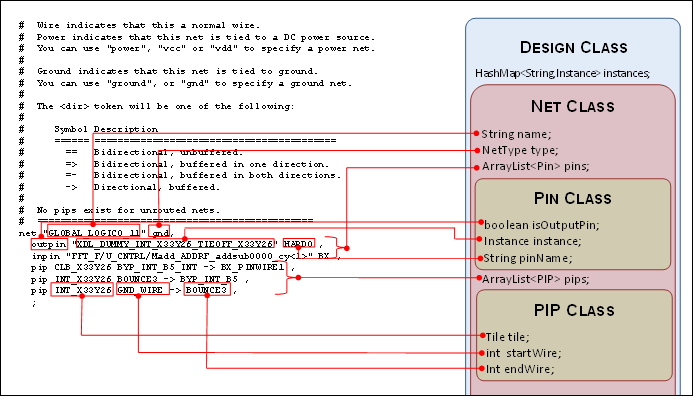 #   Wire indicates that this a normal wire.
#   Power indicates that this net is tied to a DC power source.
#   You can use "power", "vcc" or "vdd" to specify a power net.
#
#   Ground indicates that this net is tied to ground.
#   You can use "ground", or "gnd" to specify a ground net.
#
#   The <dir> token will be one of the following:
#
#      Symbol Description
#      ====== ==========================================
#        ==   Bidirectional, unbuffered.
#        =>   Bidirectional, buffered in one direction.
#        =-   Bidirectional, buffered in both directions.
#        ->   Directional, buffered.
#
#   No pips exist for unrouted nets.
#   ================================================
net "GLOBAL_LOGIC0_11" gnd,
outpin "XDL_DUMMY_INT_X33Y26_TIEOFF_X33Y26" HARD0 ,
inpin "FFT_F/U_CNTRL/Madd_ADDRF_addsub0000_cy<1>" BX ,
pip CLB_X33Y26 BYP_INT_B5_INT -> BX_PINWIRE1 ,
pip INT_X33Y26 BOUNCE3 -> BYP_INT_B5 ,
pip INT_X33Y26 GND_WIRE -> BOUNCE3 ,
;
DESIGN CLASS
HashMap<String,Instance> instances;
NET CLASS
String name;
NetType type;
ArrayList<Pin> pins;
PIN CLASS
boolean isOutputPin;
Instance instance;
String pinName;
ArrayList<PIP> pips;
PIP CLASS
Tile tile;
int startWire;
Int endWire;